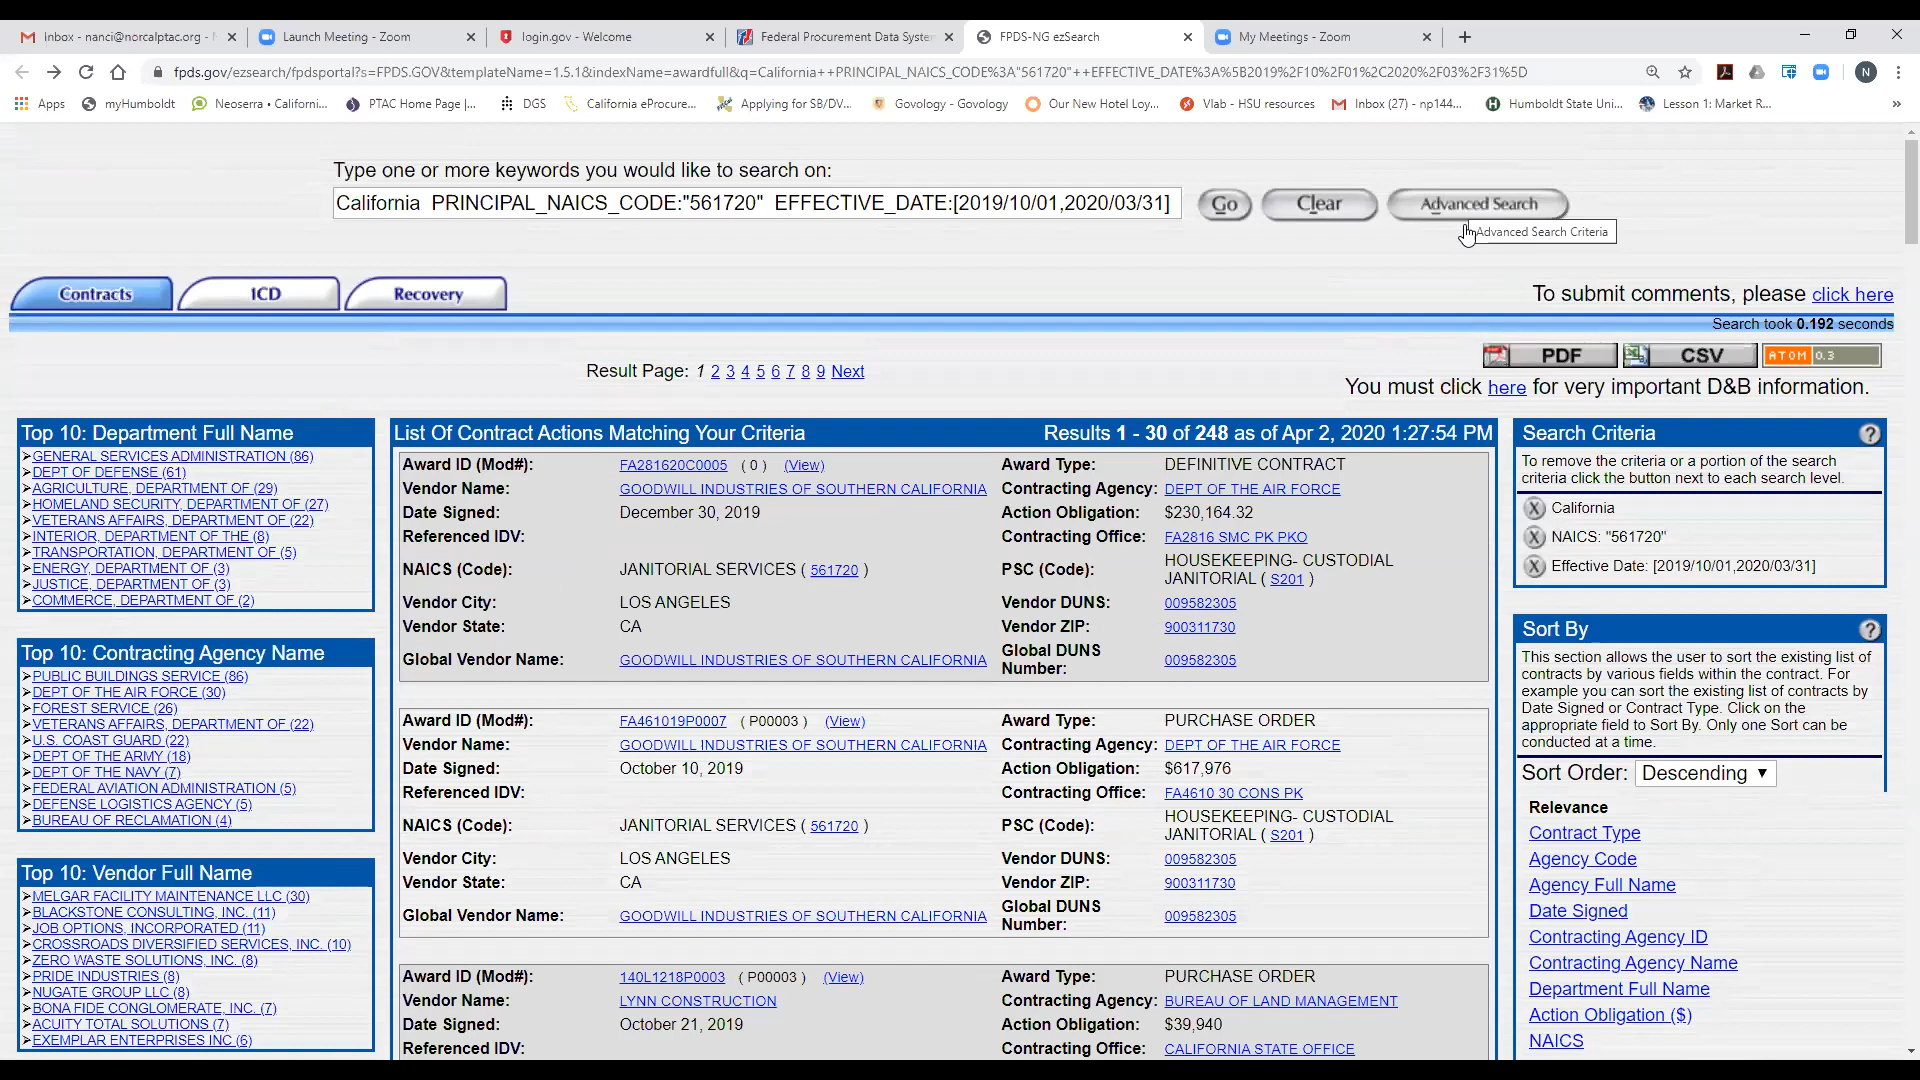 Inbox - nanci@norcalptac.org -
Launch Meeting - Zoom
login.gov - Welcome
Federal Procurement Data System
FPDS-NG ezSearch
My Meetings - Zoom
fpds.gov/ezsearch/fpdsportal?s=FPDS.GOV&templateName=1.5.1&indexName=awardfull&q=California++PRINCIPAL_NAICS_CODE%3A"561720"++EFFECTIVE_DATE%3A%5B2019%2F10%2F01%2C2020%2F03%2F31%5D
N
Apps
myHumboldt
Neoserra • Californi...
PTAC Home Page |...
DGS
California eProcure...
Applying for SB/DV...
Govology - Govology
Our New Hotel Loy...
Vlab - HSU resources
Inbox (27) - np144...
Humboldt State Uni...
Lesson 1: Market R...
»
Type one or more keywords you would like to search on:
California  PRINCIPAL_NAICS_CODE:"561720"  EFFECTIVE_DATE:[2019/10/01,2020/03/31]
Go
Clear
Advanced Search
Advanced Search Criteria
Contracts
ICD
Recovery
To submit comments, please click here
Search took 0.192 seconds
PDF
CSV
ATOM 0.3
Result Page: 1 2 3 4 5 6 7 8 9 Next
You must click here for very important D&B information.
Top 10: Department Full Name
GENERAL SERVICES ADMINISTRATION (86)
DEPT OF DEFENSE (61)
AGRICULTURE, DEPARTMENT OF (29)
HOMELAND SECURITY, DEPARTMENT OF (27)
VETERANS AFFAIRS, DEPARTMENT OF (22)
INTERIOR, DEPARTMENT OF THE (8)
TRANSPORTATION, DEPARTMENT OF (5)
ENERGY, DEPARTMENT OF (3)
JUSTICE, DEPARTMENT OF (3)
COMMERCE, DEPARTMENT OF (2)
Top 10: Contracting Agency Name
PUBLIC BUILDINGS SERVICE (86)
DEPT OF THE AIR FORCE (30)
FOREST SERVICE (26)
VETERANS AFFAIRS, DEPARTMENT OF (22)
U.S. COAST GUARD (22)
DEPT OF THE ARMY (18)
DEPT OF THE NAVY (7)
FEDERAL AVIATION ADMINISTRATION (5)
DEFENSE LOGISTICS AGENCY (5)
BUREAU OF RECLAMATION (4)
Top 10: Vendor Full Name
MELGAR FACILITY MAINTENANCE LLC (30)
BLACKSTONE CONSULTING, INC. (11)
JOB OPTIONS, INCORPORATED (11)
CROSSROADS DIVERSIFIED SERVICES, INC. (10)
ZERO WASTE SOLUTIONS, INC. (8)
PRIDE INDUSTRIES (8)
NUGATE GROUP LLC (8)
BONA FIDE CONGLOMERATE, INC. (7)
ACUITY TOTAL SOLUTIONS (7)
EXEMPLAR ENTERPRISES INC (6)
List Of Contract Actions Matching Your Criteria Results 1 - 30 of 248 as of Apr 2, 2020 1:27:54 PM
Award ID (Mod#): FA281620C0005 ( 0 ) (View) Award Type: DEFINITIVE CONTRACT
Vendor Name: GOODWILL INDUSTRIES OF SOUTHERN CALIFORNIA Contracting Agency: DEPT OF THE AIR FORCE
Date Signed: December 30, 2019 Action Obligation: $230,164.32
Referenced IDV: Contracting Office: FA2816 SMC PK PKO
NAICS (Code): JANITORIAL SERVICES ( 561720 ) PSC (Code): HOUSEKEEPING- CUSTODIAL
JANITORIAL ( S201 )
Vendor City: LOS ANGELES Vendor DUNS: 009582305
Vendor State: CA Vendor ZIP: 900311730
Global Vendor Name: GOODWILL INDUSTRIES OF SOUTHERN CALIFORNIA Global DUNS
Number: 009582305
Award ID (Mod#): FA461019P0007 ( P00003 ) (View) Award Type: PURCHASE ORDER
Vendor Name: GOODWILL INDUSTRIES OF SOUTHERN CALIFORNIA Contracting Agency: DEPT OF THE AIR FORCE
Date Signed: October 10, 2019 Action Obligation: $617,976
Referenced IDV: Contracting Office: FA4610 30 CONS PK
NAICS (Code): JANITORIAL SERVICES ( 561720 ) PSC (Code): HOUSEKEEPING- CUSTODIAL
JANITORIAL ( S201 )
Vendor City: LOS ANGELES Vendor DUNS: 009582305
Vendor State: CA Vendor ZIP: 900311730
Global Vendor Name: GOODWILL INDUSTRIES OF SOUTHERN CALIFORNIA Global DUNS
Number: 009582305
Award ID (Mod#): 140L1218P0003 ( P00003 ) (View) Award Type: PURCHASE ORDER
Vendor Name: LYNN CONSTRUCTION Contracting Agency: BUREAU OF LAND MANAGEMENT
Date Signed: October 21, 2019 Action Obligation: $39,940
Referenced IDV: Contracting Office: CALIFORNIA STATE OFFICE
Search Criteria
To remove the criteria or a portion of the search
criteria click the button next to each search level.
X California
X NAICS: "561720"
X Effective Date: [2019/10/01,2020/03/31]
Sort By
This section allows the user to sort the existing list of
contracts by various fields within the contract. For
example you can sort the existing list of contracts by
Date Signed or Contract Type. Click on the
appropriate field to Sort By. Only one Sort can be
conducted at a time.
Sort Order: Descending
Relevance
Contract Type
Agency Code
Agency Full Name
Date Signed
Contracting Agency ID
Contracting Agency Name
Department Full Name
Action Obligation ($)
NAICS